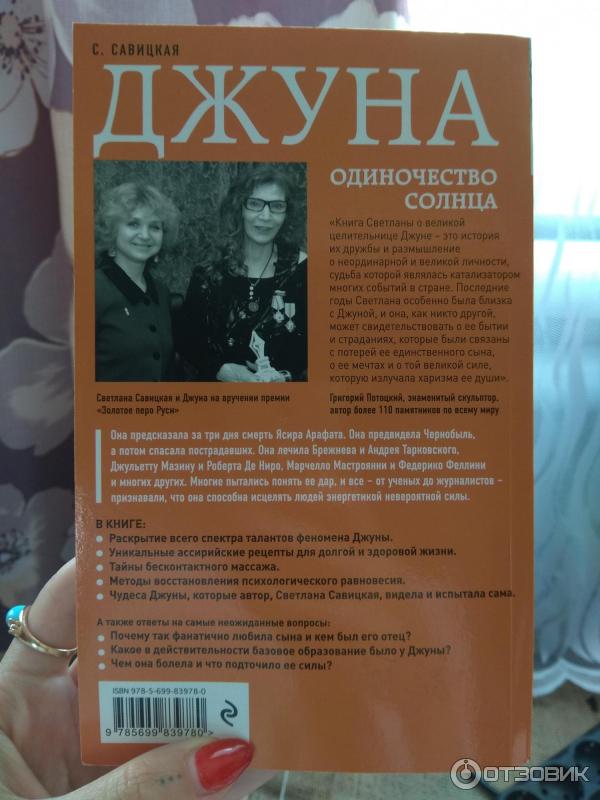 С. САВИЦКАЯ
ДЖУНА
ОДИНОЧЕСТВО
СОЛНЦА
«Книга Светланы о великой
целительнице Джуне – это история
их дружбы и размышление
о неординарной и великой личности,
судьба которой являлась катализатором
многих событий в стране. Последние
годы Светлана особенно была близка
с Джуной, и она, как никто другой,
может свидетельствовать о ее бытии
и страданиях, которые были связаны
с потерей ее единственного сына,
о ее мечтах и о той великой силе,
которую излучала харизма ее души».
Григорий Потоцкий, знаменитый скульптор,
автор более 110 памятников по всему миру
Светлана Савицкая и Джуна на вручении премии
«Золотое перо Руси»
Она предсказала за три дня смерть Ясира Арафата. Она предвидела Чернобыль,
а потом спасала пострадавших. Она лечила Брежнева и Андрея Тарковского,
Джульетту Мазину и Роберта Де Ниро, Марчелло Мастроянни и Федерико Феллини
и многих других. Многие пытались понять ее дар, и все – от ученых до журналистов –
признавали, что она способна исцелять людей энергетикой невероятной силы.
В КНИГЕ:
● Раскрытие всего спектра талантов феномена Джуны.
● Уникальные ассирийские рецепты для долгой и здоровой жизни.
● Тайны бесконтактного массажа.
● Методы восстановления психологического равновесия.
● Чудеса Джуны, которые автор, Светлана Савицкая, видела и испытала сама.
А также ответы на самые неожиданные вопросы:
● Почему так фанатично любила сына и кем был его отец?
● Какое в действительности базовое образование было у Джуны?
● Чем она болела и что подточило ее силы?
ISBN 978-5-699-83978-0
9 785699 839780 >
ОТЗОВИК